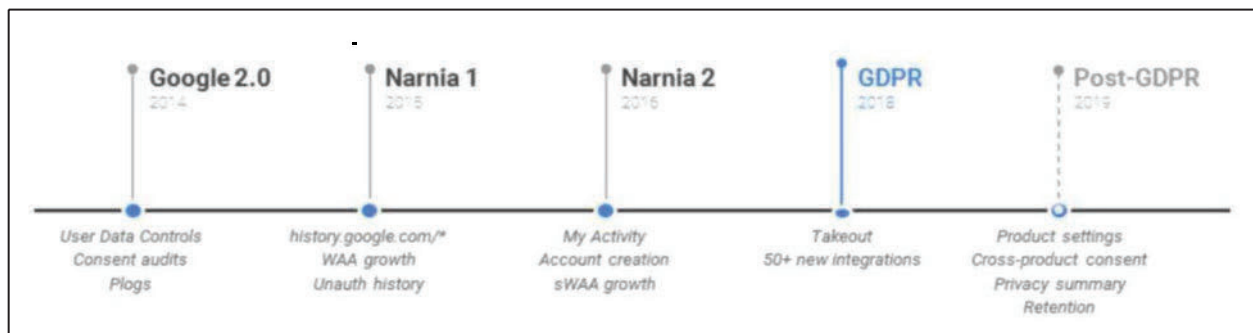 Google 2.0
2014
Narnia 1
2015
Narnia 2
2016
GDPR
2018
Post-GDPR
2019
User Data Controls
Consent audits
Plogs
history.google.com/*
WAA growth
Unauth history
My Activity
Account creation
sWAA growth
Takeout
50+ new integrations
Product settings
Cross-product consent
Privacy summary
Retention